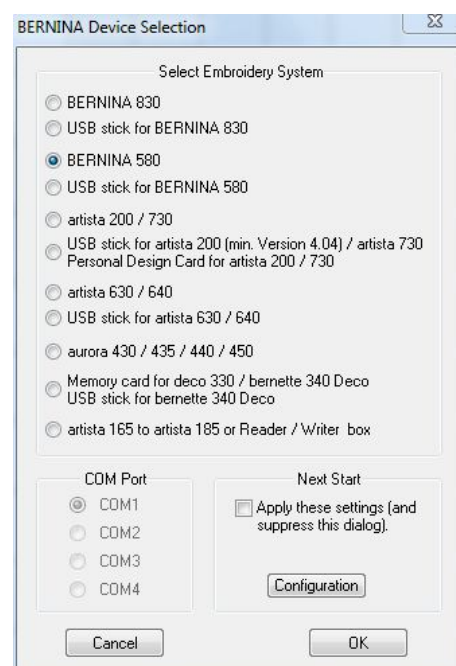 BERNINA Device Selection
Select Embroidery System
BERNINA 830
USB stick for BERNINA 830
BERNINA 580
USB stick for BERNINA 580
artista 200 / 730
USB stick for artista 200 (min. Version 4.04) / artista 730
Personal Design Card for artista 200 / 730
artista 630 / 640
USB stick for artista 630 / 640
aurora 430 / 435 / 440 / 450
Memory card for deco 330 / bernette 340 Deco
USB stick for bernette 340 Deco
artista 165 to artista 185 or Reader / Writer box
COM Port
COM1
COM2
COM3
COM4
Next Start
Apply these settings (and
suppress this dialog).
Configuration
Cancel
OK